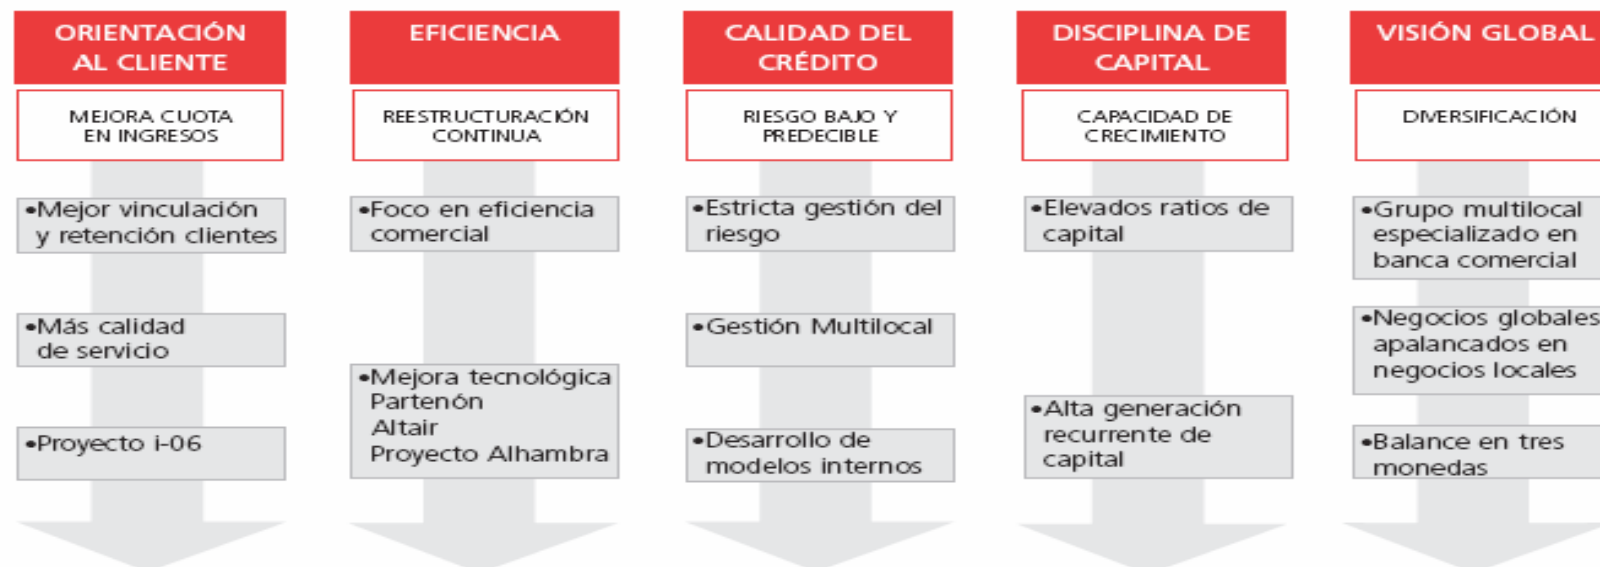 ORIENTACIÓN
AL CLIENTE
MEJORA CUOTA
EN INGRESOS
•Mejor vinculación
y retención clientes
•Más calidad
de servicio
•Proyecto i-06
EFICIENCIA
REESTRUCTURACIÓN
CONTINUA
•Foco en eficiencia
comercial
•Mejora tecnológica
Partenón
Altair
Proyecto Alhambra
CALIDAD DEL
CRÉDITO
RIESGO BAJO Y
PREDECIBLE
•Estricta gestión del
riesgo
•Gestión Multilocal
•Desarrollo de
modelos internos
DISCIPLINA DE
CAPITAL
CAPACIDAD DE
CRECIMIENTO
•Elevados ratios de
capital
•Alta generación
recurrente de
capital
VISIÓN GLOBAL
DIVERSIFICACIÓN
•Grupo multilocal
especializado en
banca comercial
•Negocios globales
apalancados en
negocios locales
•Balance en tres
monedas